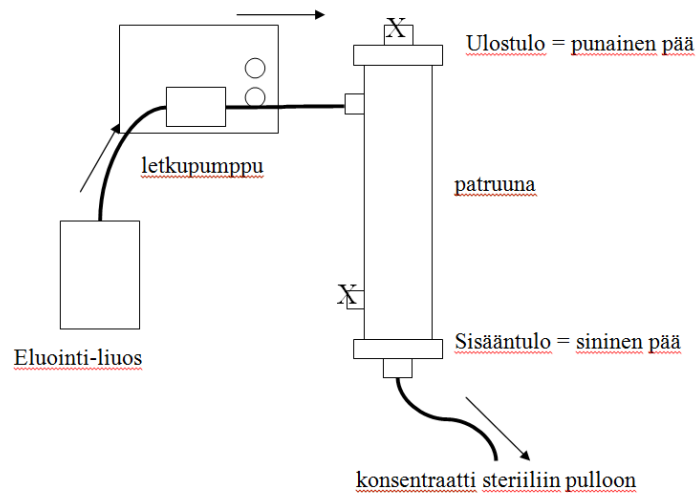 X
Ulostulo = punainen pää
letkupumppu
patruuna
X
Eluointi-liuos
Sisääntulo = sininen pää
konsentraatti steriiliin pulloon